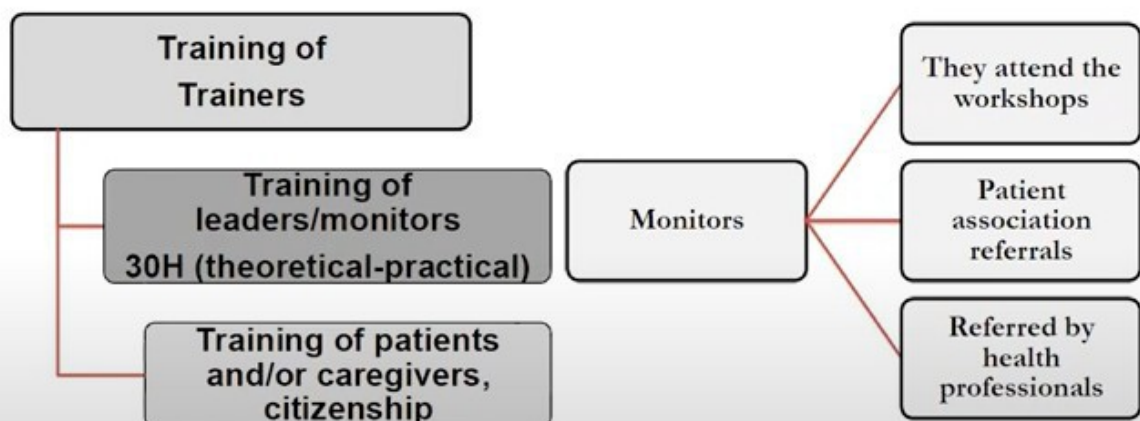 Training of
Trainers
Training of
leaders/monitors
30H (theoretical-practical)
Training of patients
and/or caregivers,
citizenship
Monitors
They attend the
workshops
Patient
association
referrals
Referred by
health
professionals